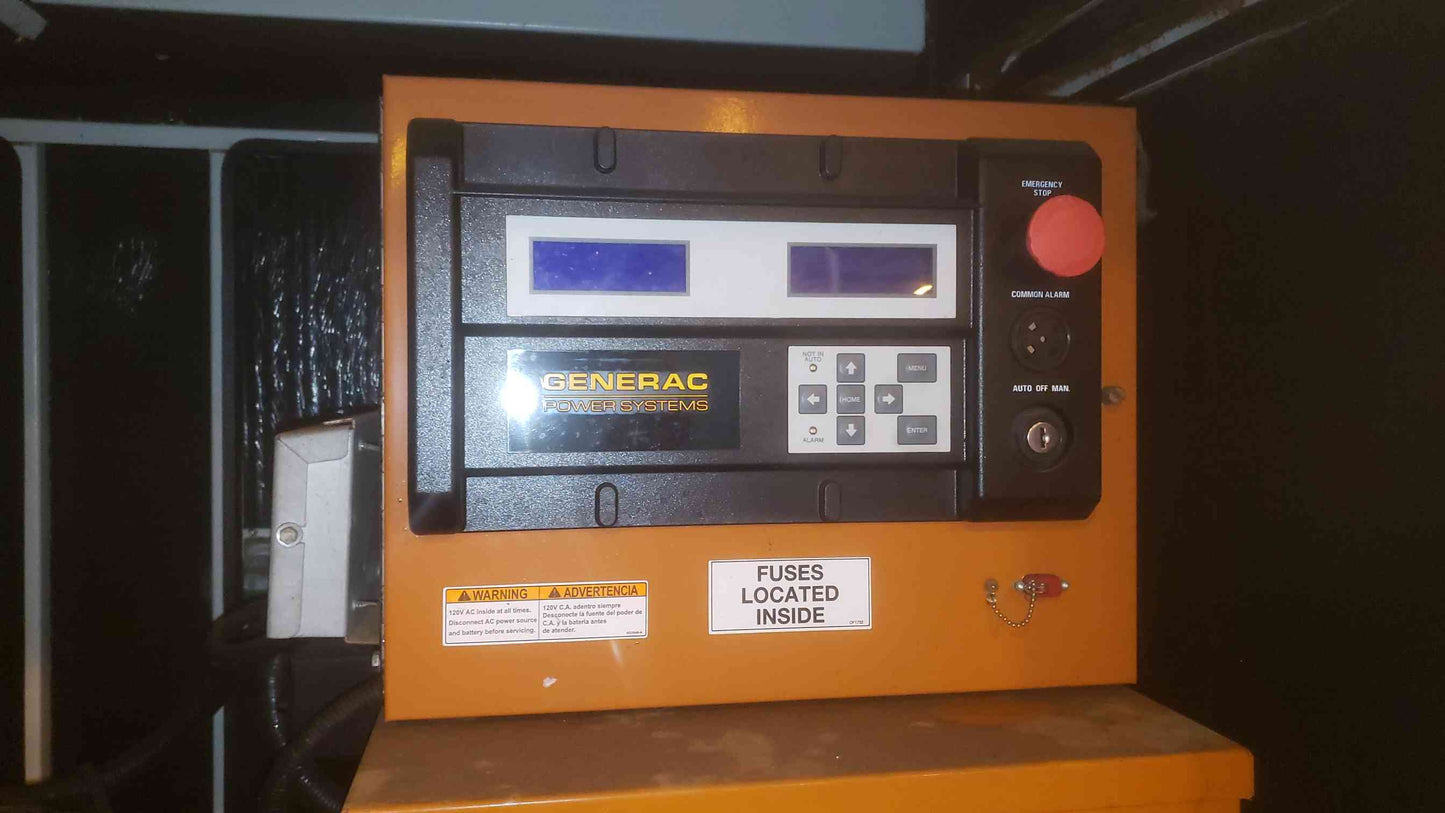 EMERGENCY
STOP
COMMON ALARM
NOT IN
AUTO
MENU
HOME
ENTER
ALARM
AUTO OFF MAN.
GENERAC
POWER SYSTEMS
WARNING
120V AC inside at all times.
Disconnect AC power source
and battery before servicing.
ADVERTENCIA
120V C.A. adentro siempre
Desconecte la fuente del poder de
C.A. y la bateria antes
de atender.
FUSES
LOCATED
INSIDE